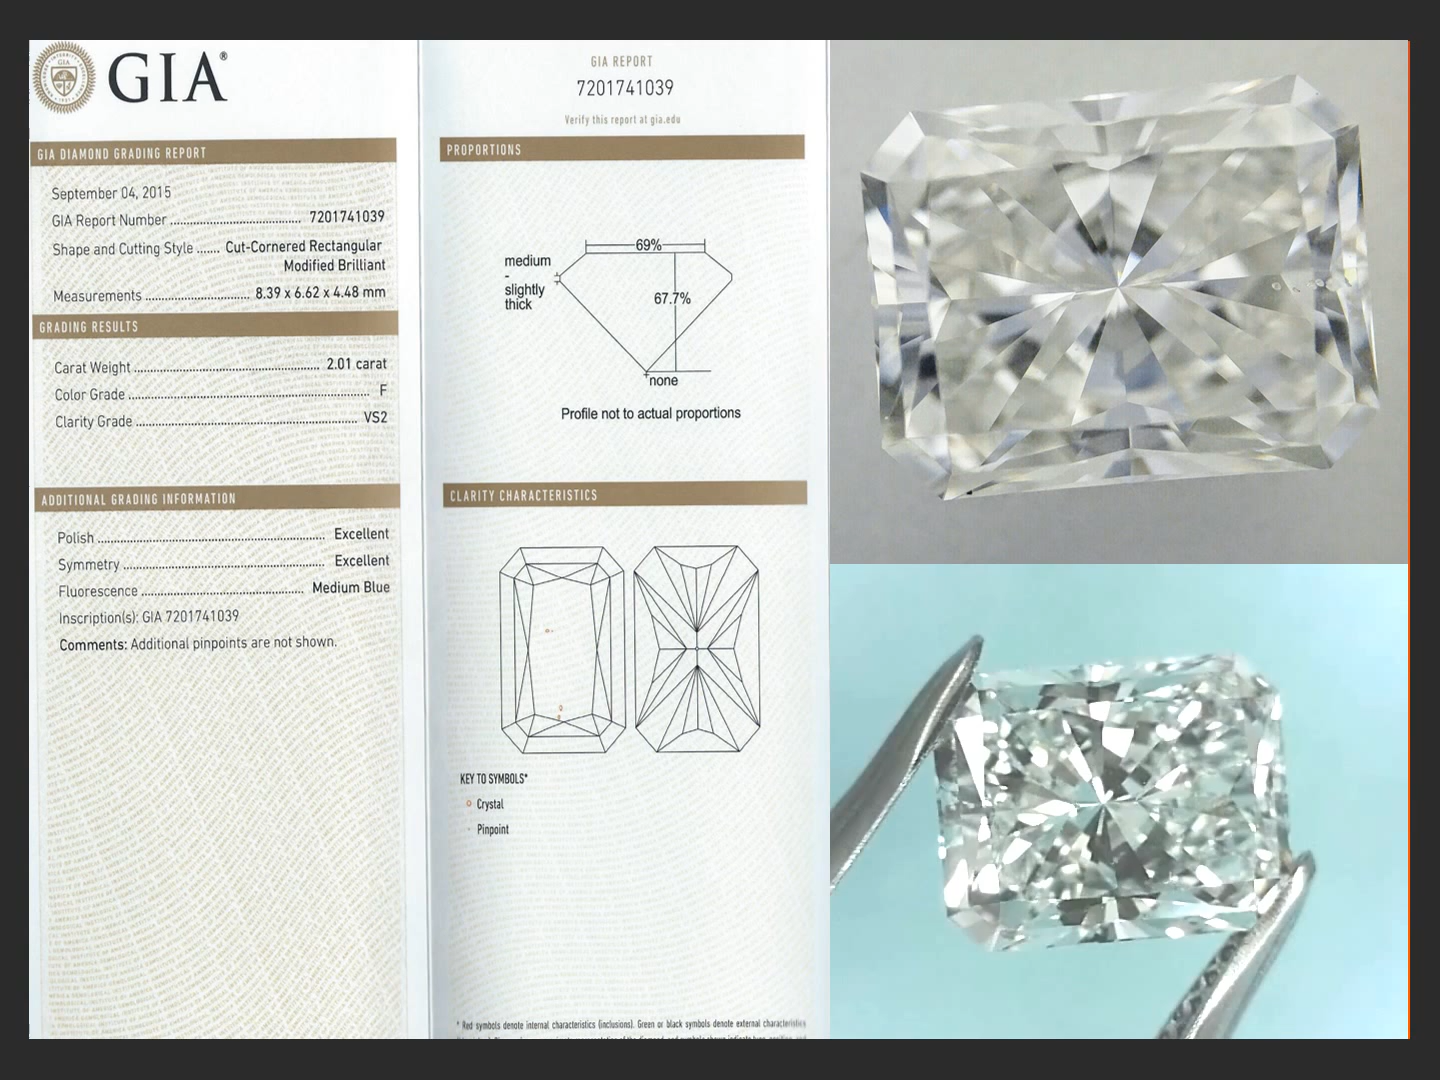 GIA®
GIA DIAMOND GRADING REPORT
September 04, 2015
GIA Report Number 7201741039
Shape and Cutting Style Cut-Cornered Rectangular
Modified Brilliant
Measurements 8.39 x 6.62 x 4.48 mm
GRADING RESULTS
Carat Weight 2.01 carat
Color Grade F
Clarity Grade VS2
ADDITIONAL GRADING INFORMATION
Polish Excellent
Symmetry Excellent
Fluorescence Medium Blue
Inscription(s): GIA 7201741039
Comments: Additional pinpoints are not shown.
GIA REPORT
7201741039
Verify this report at gia.edu
PROPORTIONS
69%
medium
-
slightly
thick
67.7%
none
Profile not to actual proportions
CLARITY CHARACTERISTICS
KEY TO SYMBOLS*
Crystal
Pinpoint
* Red symbols denote internal characteristics (inclusions). Green or black symbols denote external characteristics